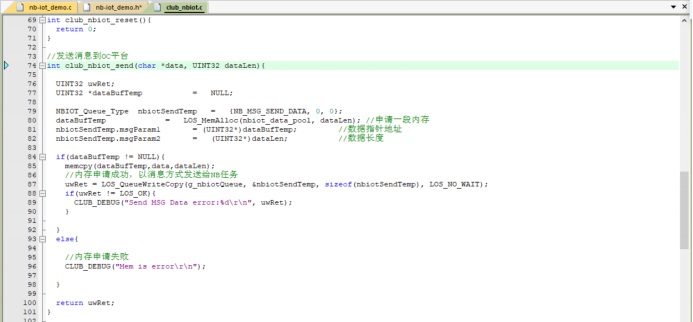 nb-iot_demo.c nb-iot_demo.h* club_nbiot.c
69 int club_nbiot_reset(){
70 return 0;
71 }
72
73 //发送消息到OC平台
74 int club_nbiot_send(char *data, UINT32 dataLen){
75
76 UINT32 uwRet;
77 UINT32 *dataBufTemp = NULL;
78
79 NBIOT_Queue_Type nbiotSendTemp = {NB_MSG_SEND_DATA, 0, 0};
80 dataBufTemp = LOS_MemAlloc(nbiot_data_pool, dataLen); //申请一段内存
81 nbiotSendTemp.msgParam1 = (UINT32*)dataBufTemp; //数据指针地址
82 nbiotSendTemp.msgParam2 = (UINT32*)dataLen; //数据长度
83
84 if(dataBufTemp != NULL){
85 memcpy(dataBufTemp,data,dataLen);
86 //内存申请成功，以消息方式发送给NB任务
87 uwRet = LOS_QueueWriteCopy(g_nbiotQueue, &nbiotSendTemp, sizeof(nbiotSendTemp), LOS_NO_WAIT);
88 if(uwRet != LOS_OK){
89 CLUB_DEBUG("Send MSG Data error:%d\r\n", uwRet);
90 }
91
92 }
93 else{
94
95 //内存申请失败
96 CLUB_DEBUG("Mem is error\r\n");
97
98 }
99
100 return uwRet;
101 }
102